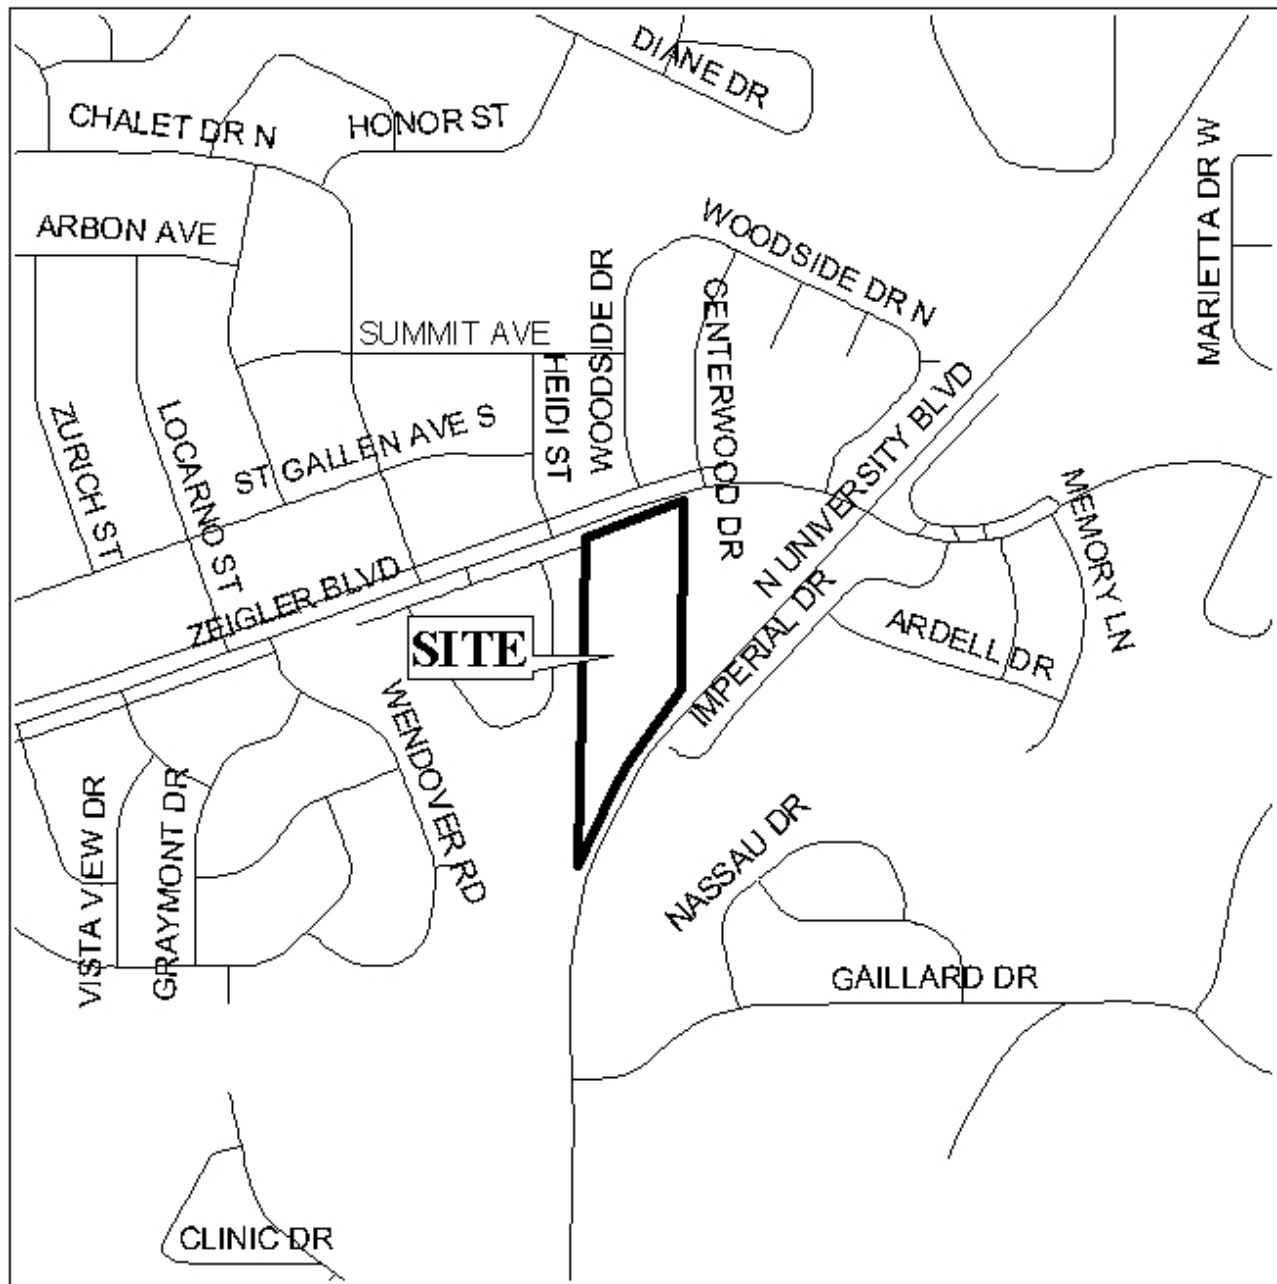 DIANE DR
CHALET DR N
HONOR ST
MARIETTA DR W
ARBON AVE
WOODSIDE DR N
WOODSIDE DR
CENTERWOOD DR
SUMMIT AVE
HEIDI ST
ZURICH ST
LOCARNO ST
ST GALLEN AVE S
N UNIVERSITY BLVD
MEMORY LN
ZEIGLER BLVD
IMPERIAL DR
ARDELL DR
SITE
WENDOVER RD
VISTA VIEW DR
GRAYMONT DR
NASSAU DR
GAILLARD DR
CLINIC DR